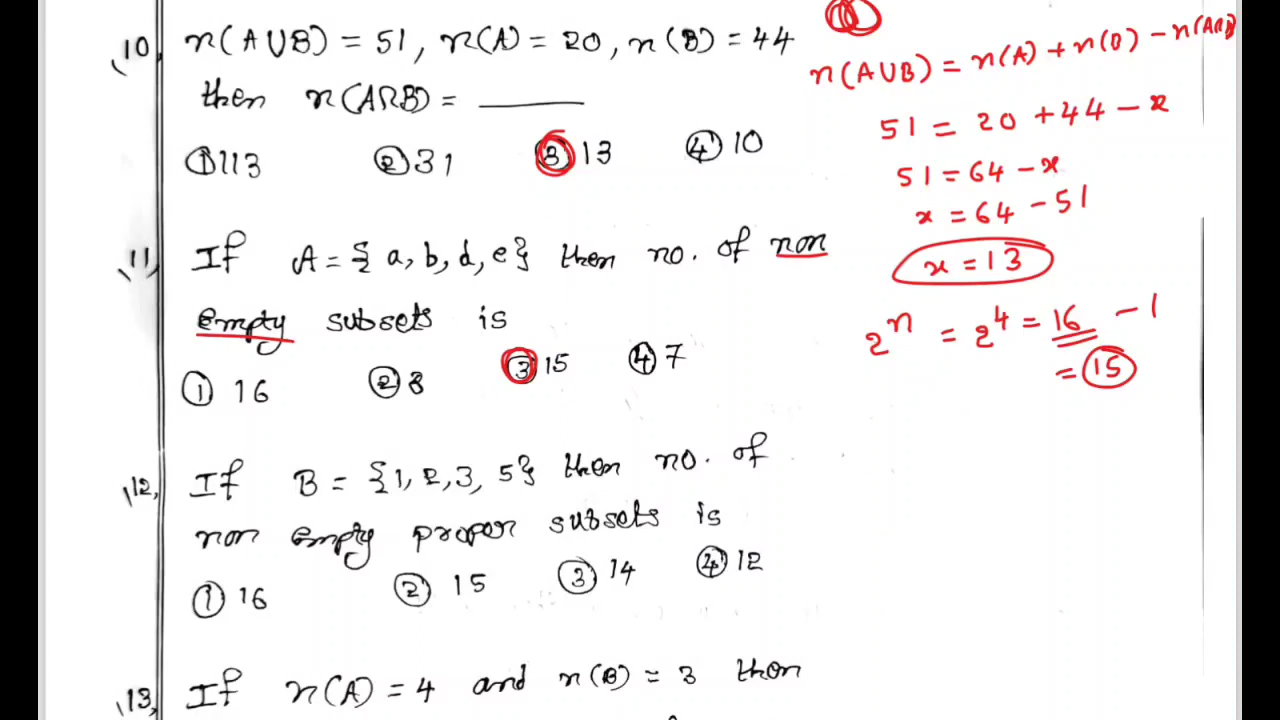 10, n(A∪B) = 51, n(A) = 20, n(B) = 44
then n(A∩B) = ______
① 113 ② 31 ③ 13 ④ 10
n(A∪B) = n(A) + n(B) - n(A∩B)
51 = 20 + 44 - x
51 = 64 - x
x = 64 - 51
x = 13
11, If A = {a, b, d, e} then no. of non
empty subsets is
① 16 ② 8 ③ 15 ④ 7
2ⁿ = 2⁴ = 16 - 1
= 15
12, If B = {1, 2, 3, 5} then no. of
non empty proper subsets is
① 16 ② 15 ③ 14 ④ 12
13, If n(A) = 4 and n(B) = 3 then